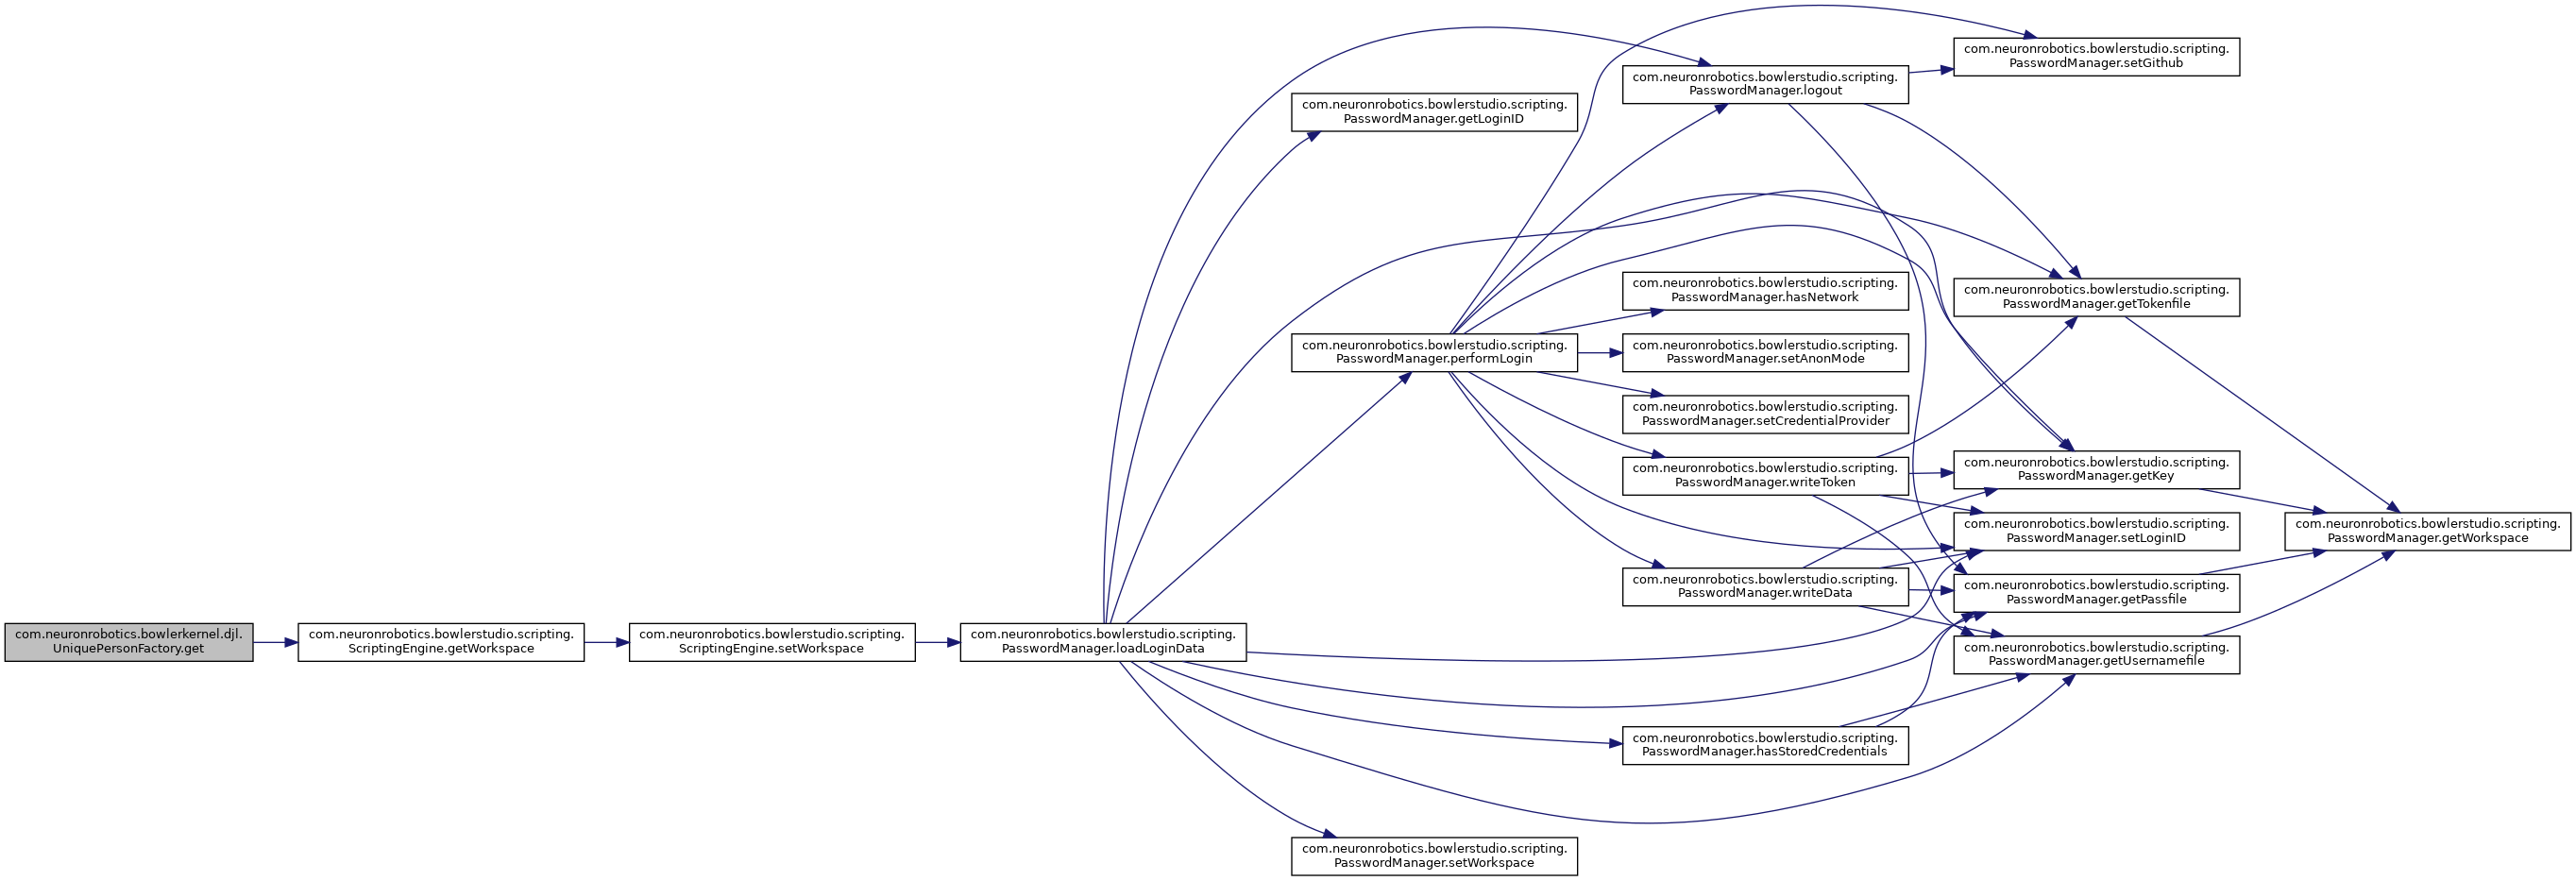 com.neuronrobotics.bowlerkernel.djl.
UniquePersonFactory.get
com.neuronrobotics.bowlerstudio.scripting.
ScriptingEngine.getWorkspace
com.neuronrobotics.bowlerstudio.scripting.
ScriptingEngine.setWorkspace
com.neuronrobotics.bowlerstudio.scripting.
PasswordManager.loadLoginData
com.neuronrobotics.bowlerstudio.scripting.
PasswordManager.getLoginID
com.neuronrobotics.bowlerstudio.scripting.
PasswordManager.performLogin
com.neuronrobotics.bowlerstudio.scripting.
PasswordManager.setWorkspace
com.neuronrobotics.bowlerstudio.scripting.
PasswordManager.logout
com.neuronrobotics.bowlerstudio.scripting.
PasswordManager.hasNetwork
com.neuronrobotics.bowlerstudio.scripting.
PasswordManager.setAnonMode
com.neuronrobotics.bowlerstudio.scripting.
PasswordManager.setCredentialProvider
com.neuronrobotics.bowlerstudio.scripting.
PasswordManager.writeToken
com.neuronrobotics.bowlerstudio.scripting.
PasswordManager.writeData
com.neuronrobotics.bowlerstudio.scripting.
PasswordManager.hasStoredCredentials
com.neuronrobotics.bowlerstudio.scripting.
PasswordManager.setGithub
com.neuronrobotics.bowlerstudio.scripting.
PasswordManager.getTokenfile
com.neuronrobotics.bowlerstudio.scripting.
PasswordManager.getKey
com.neuronrobotics.bowlerstudio.scripting.
PasswordManager.setLoginID
com.neuronrobotics.bowlerstudio.scripting.
PasswordManager.getPassfile
com.neuronrobotics.bowlerstudio.scripting.
PasswordManager.getUsernamefile
com.neuronrobotics.bowlerstudio.scripting.
PasswordManager.getWorkspace